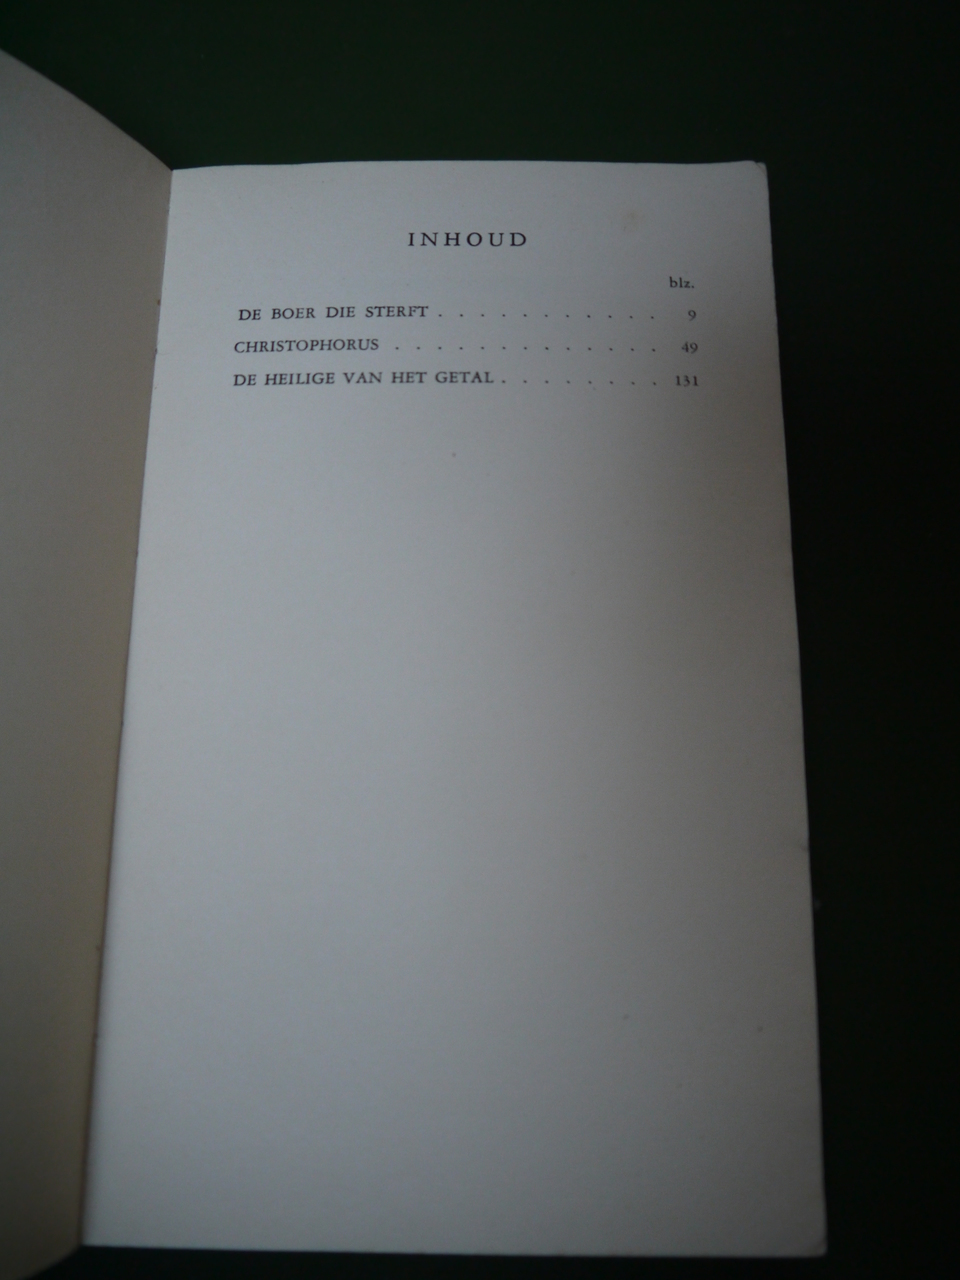 INHOUD
blz.
DE BOER DIE STERFT . . . . . . . . . . . 9
CHRISTOPHORUS . . . . . . . . . . . . . 49
DE HEILIGE VAN HET GETAL . . . . . . . . 131